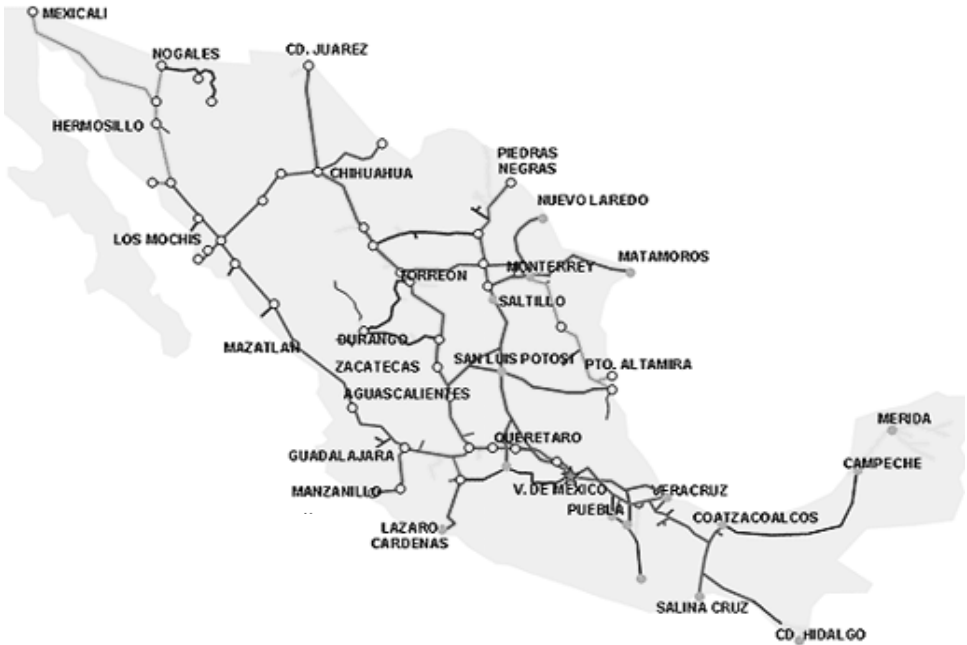 MEXICALI
NOGALES
CD. JUAREZ
HERMOSILLO
CHIHUAHUA
PIEDRAS
NEGRAS
NUEVO LAREDO
LOS MOCHIS
MATAMOROS
TORREON
MONTERREY
SALTILLO
MAZATLAN
DURANGO
ZACATECAS
SAN LUIS POTOSI
PTO. ALTAMIRA
AGUASCALIENTES
MERIDA
QUERETARO
GUADALAJARA
CAMPECHE
MANZANILLO
V. DE MEXICO
VERACRUZ
PUEBLA
COATZACOALCOS
LAZARO
CARDENAS
SALINA CRUZ
CD. HIDALGO